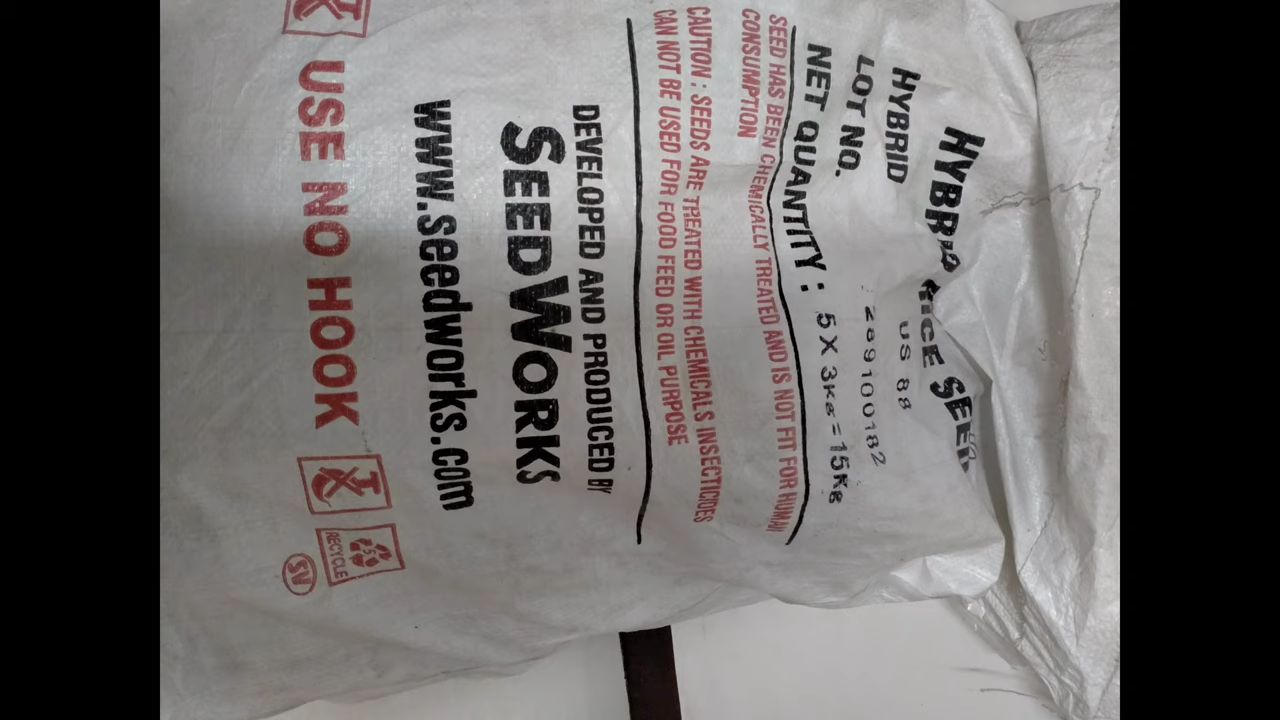 HYBRID RICE SEED
HYBRID US 88
LOT NO. : 289100182
NET QUANTITY : 5 X 3KG = 15KG
SEED HAS BEEN CHEMICALLY TREATED AND IS NOT FIT FOR HUMAN
CONSUMPTION
CAUTION : SEEDS ARE TREATED WITH CHEMICALS INSECTICIDES
CAN NOT BE USED FOR FOOD FEED OR OIL PURPOSE
DEVELOPED AND PRODUCED BY
SEEDWORKS
www.seedworks.com
USE NO HOOK
5
RECYCLE
SV